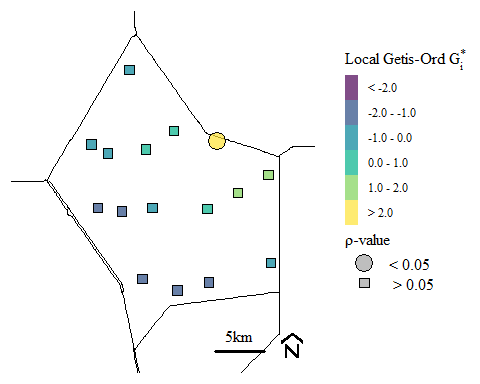 Local Getis-Ord G*i
< -2.0
-2.0 - -1.0
-1.0 - 0.0
0.0 - 1.0
1.0 - 2.0
> 2.0
ρ-value
< 0.05
> 0.05
5km
N